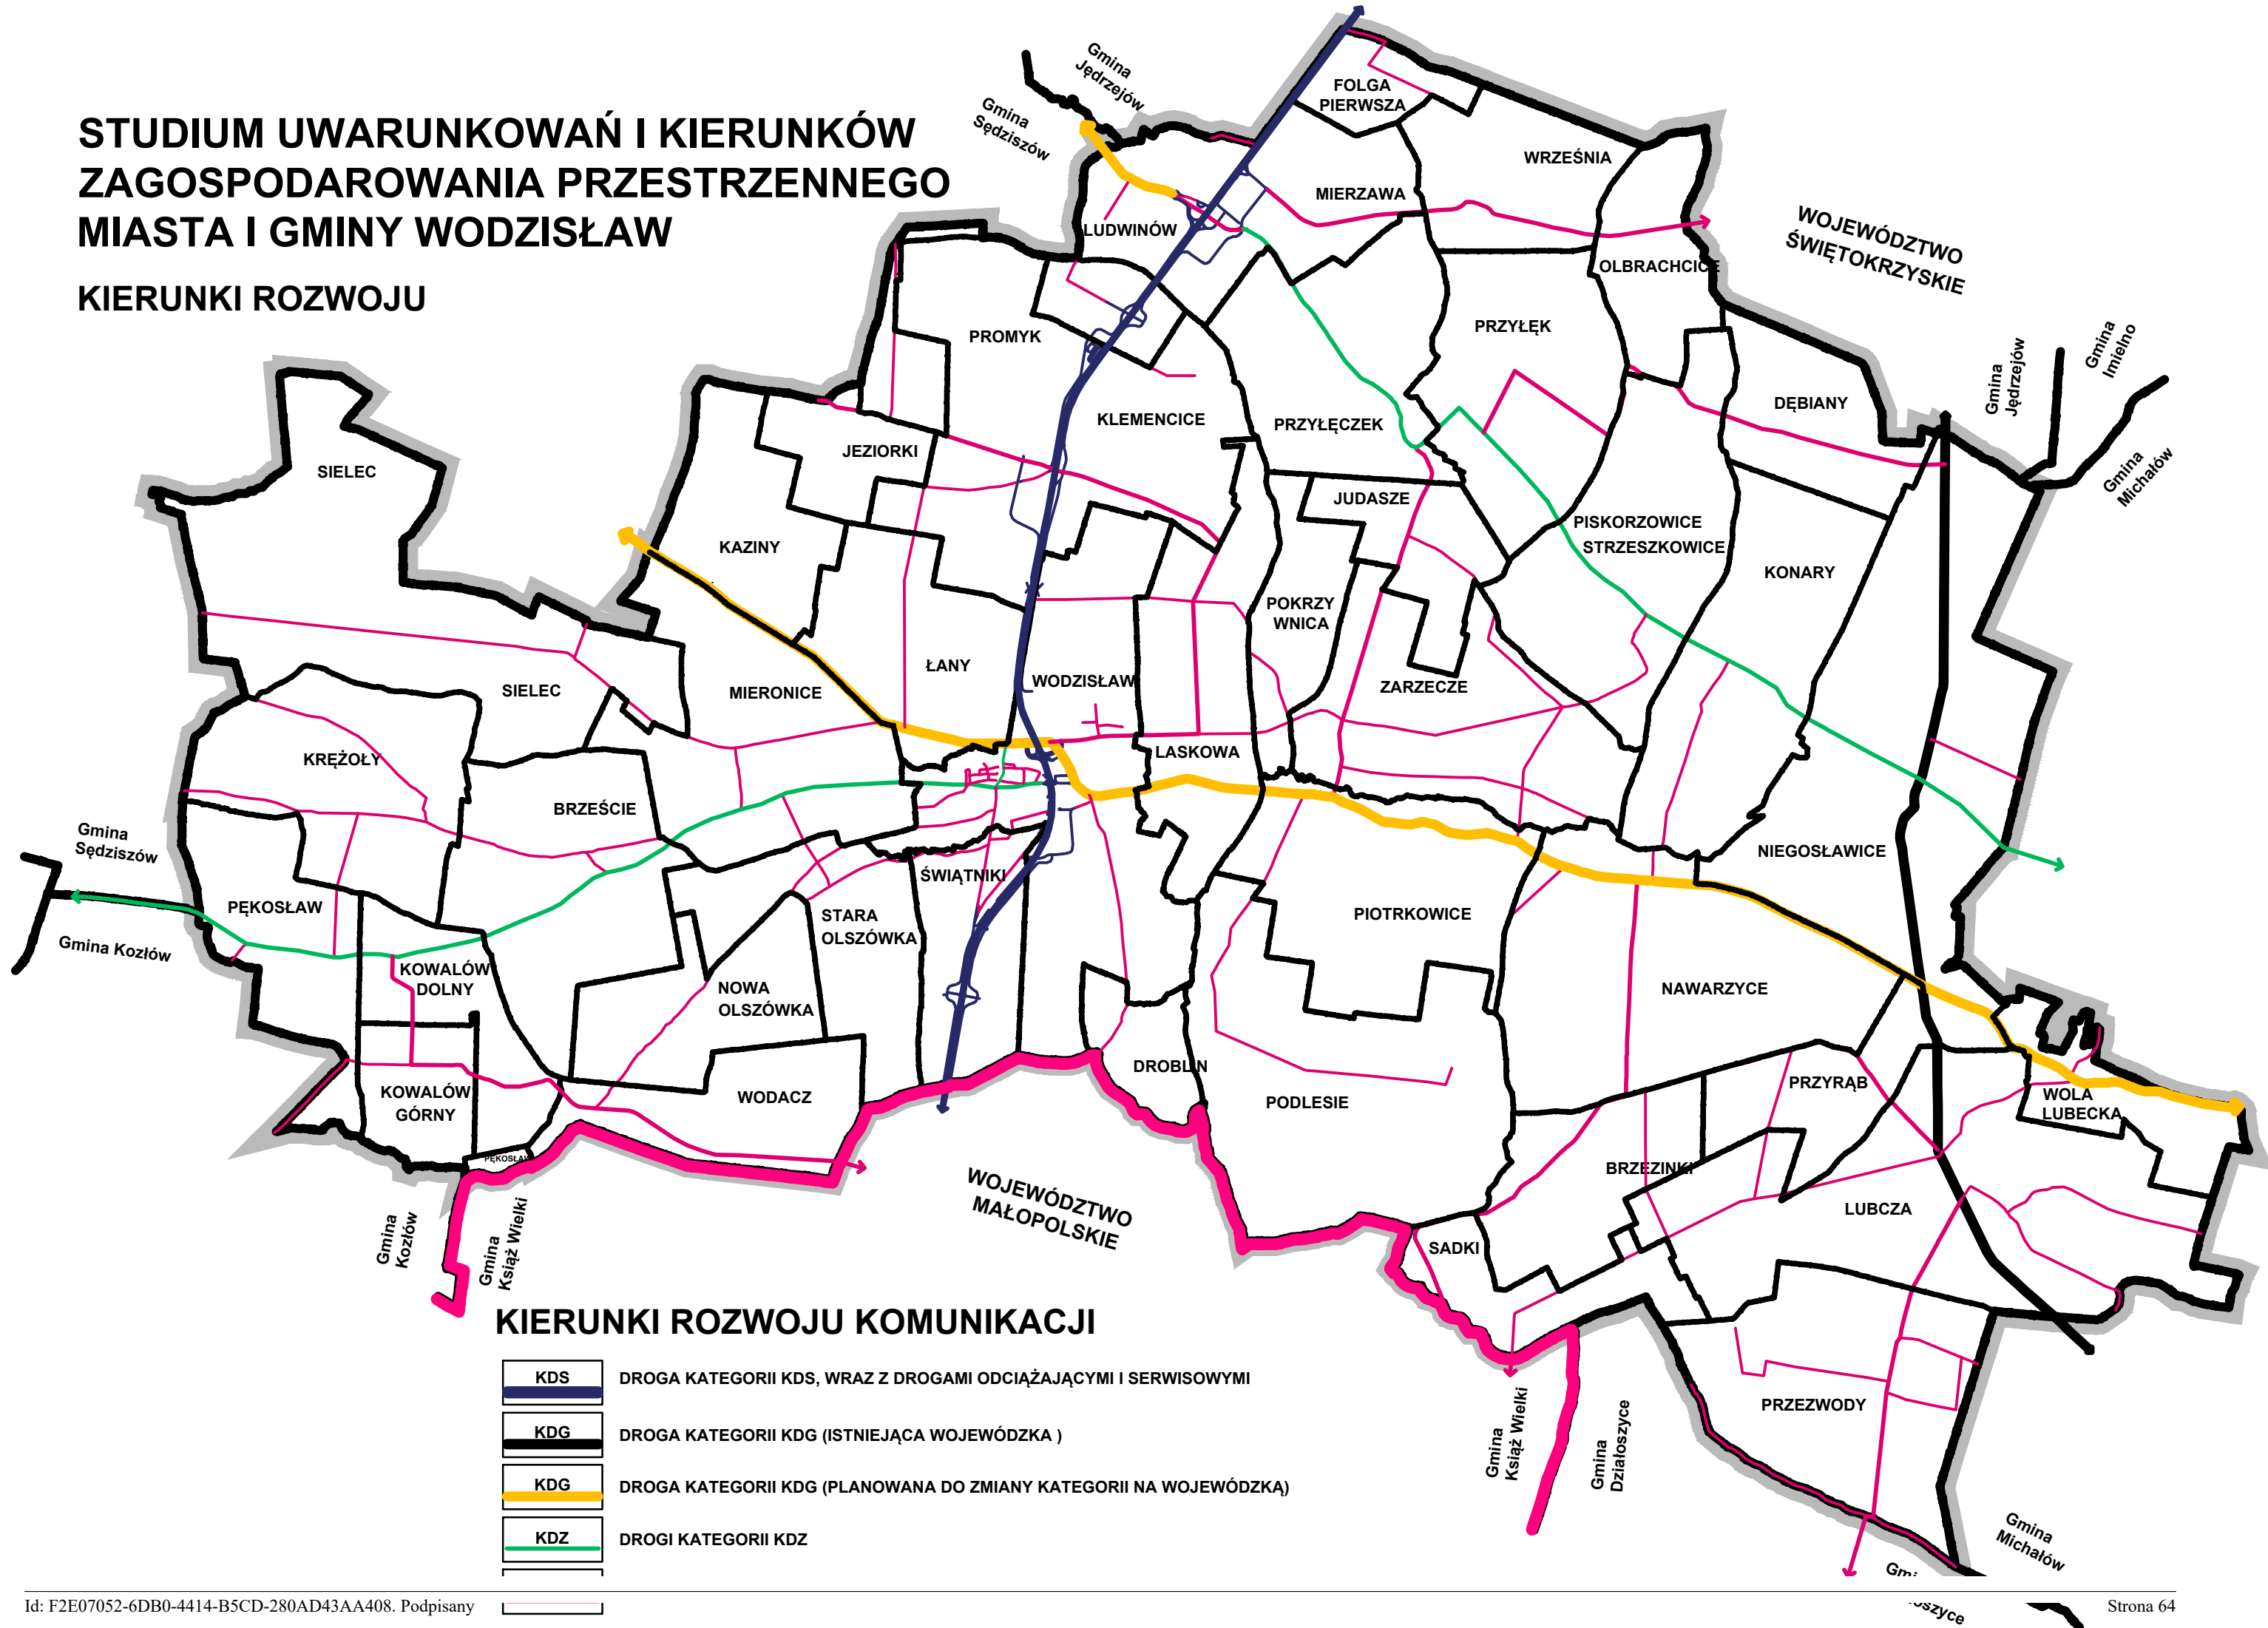 STUDIUM UWARUNKOWAŃ I KIERUNKÓW
ZAGOSPODAROWANIA PRZESTRZENNEGO
MIASTA I GMINY WODZISŁAW
KIERUNKI ROZWOJU
Gmina
Jędrzejów
Gmina
Sędziszów
FOLGA
PIERWSZA
WRZEŚNIA
MIERZAWA
LUDWINÓW
WOJEWÓDZTWO
ŚWIĘTOKRZYSKIE
OLBRACHCICE
PROMYK
PRZYŁĘK
Gmina
Jędrzejów
Gmina
Imielno
Gmina
Michałów
KLEMENCICE
PRZYŁĘCZEK
DĘBIANY
JEZIORKI
SIELEC
JUDASZE
PISKORZOWICE
STRZESZKOWICE
KAZINY
KONARY
POKRZY
WNICA
ŁANY
WODZISŁAW
SIELEC
MIERONICE
ZARZECZE
KRĘŻOŁY
LASKOWA
BRZEŚCIE
Gmina
Sędziszów
NIEGOSŁAWICE
ŚWIĄTNIKI
PĘKOSŁAW
STARA
OLSZÓWKA
PIOTRKOWICE
Gmina Kozłów
KOWALÓW
DOLNY
NOWA
OLSZÓWKA
NAWARZYCE
DROBLIN
PRZYRĄB
KOWALÓW
GÓRNY
WODACZ
PODLESIE
WOLA
LUBECKA
PĘKOSŁAW
BRZEZINKI
WOJEWÓDZTWO
MAŁOPOLSKIE
LUBCZA
Gmina
Kozłów
Gmina
Książ Wielki
SADKI
KIERUNKI ROZWOJU KOMUNIKACJI
KDS
DROGA KATEGORII KDS, WRAZ Z DROGAMI ODCIĄŻAJĄCYMI I SERWISOWYMI
KDG
DROGA KATEGORII KDG (ISTNIEJĄCA WOJEWÓDZKA )
KDG
DROGA KATEGORII KDG (PLANOWANA DO ZMIANY KATEGORII NA WOJEWÓDZKĄ)
KDZ
DROGI KATEGORII KDZ
PRZEZWODY
Gmina
Książ Wielki
Gmina
Działoszyce
Gmina
Michałów
Id: F2E07052-6DB0-4414-B5CD-280AD43AA408. Podpisany
Strona 64